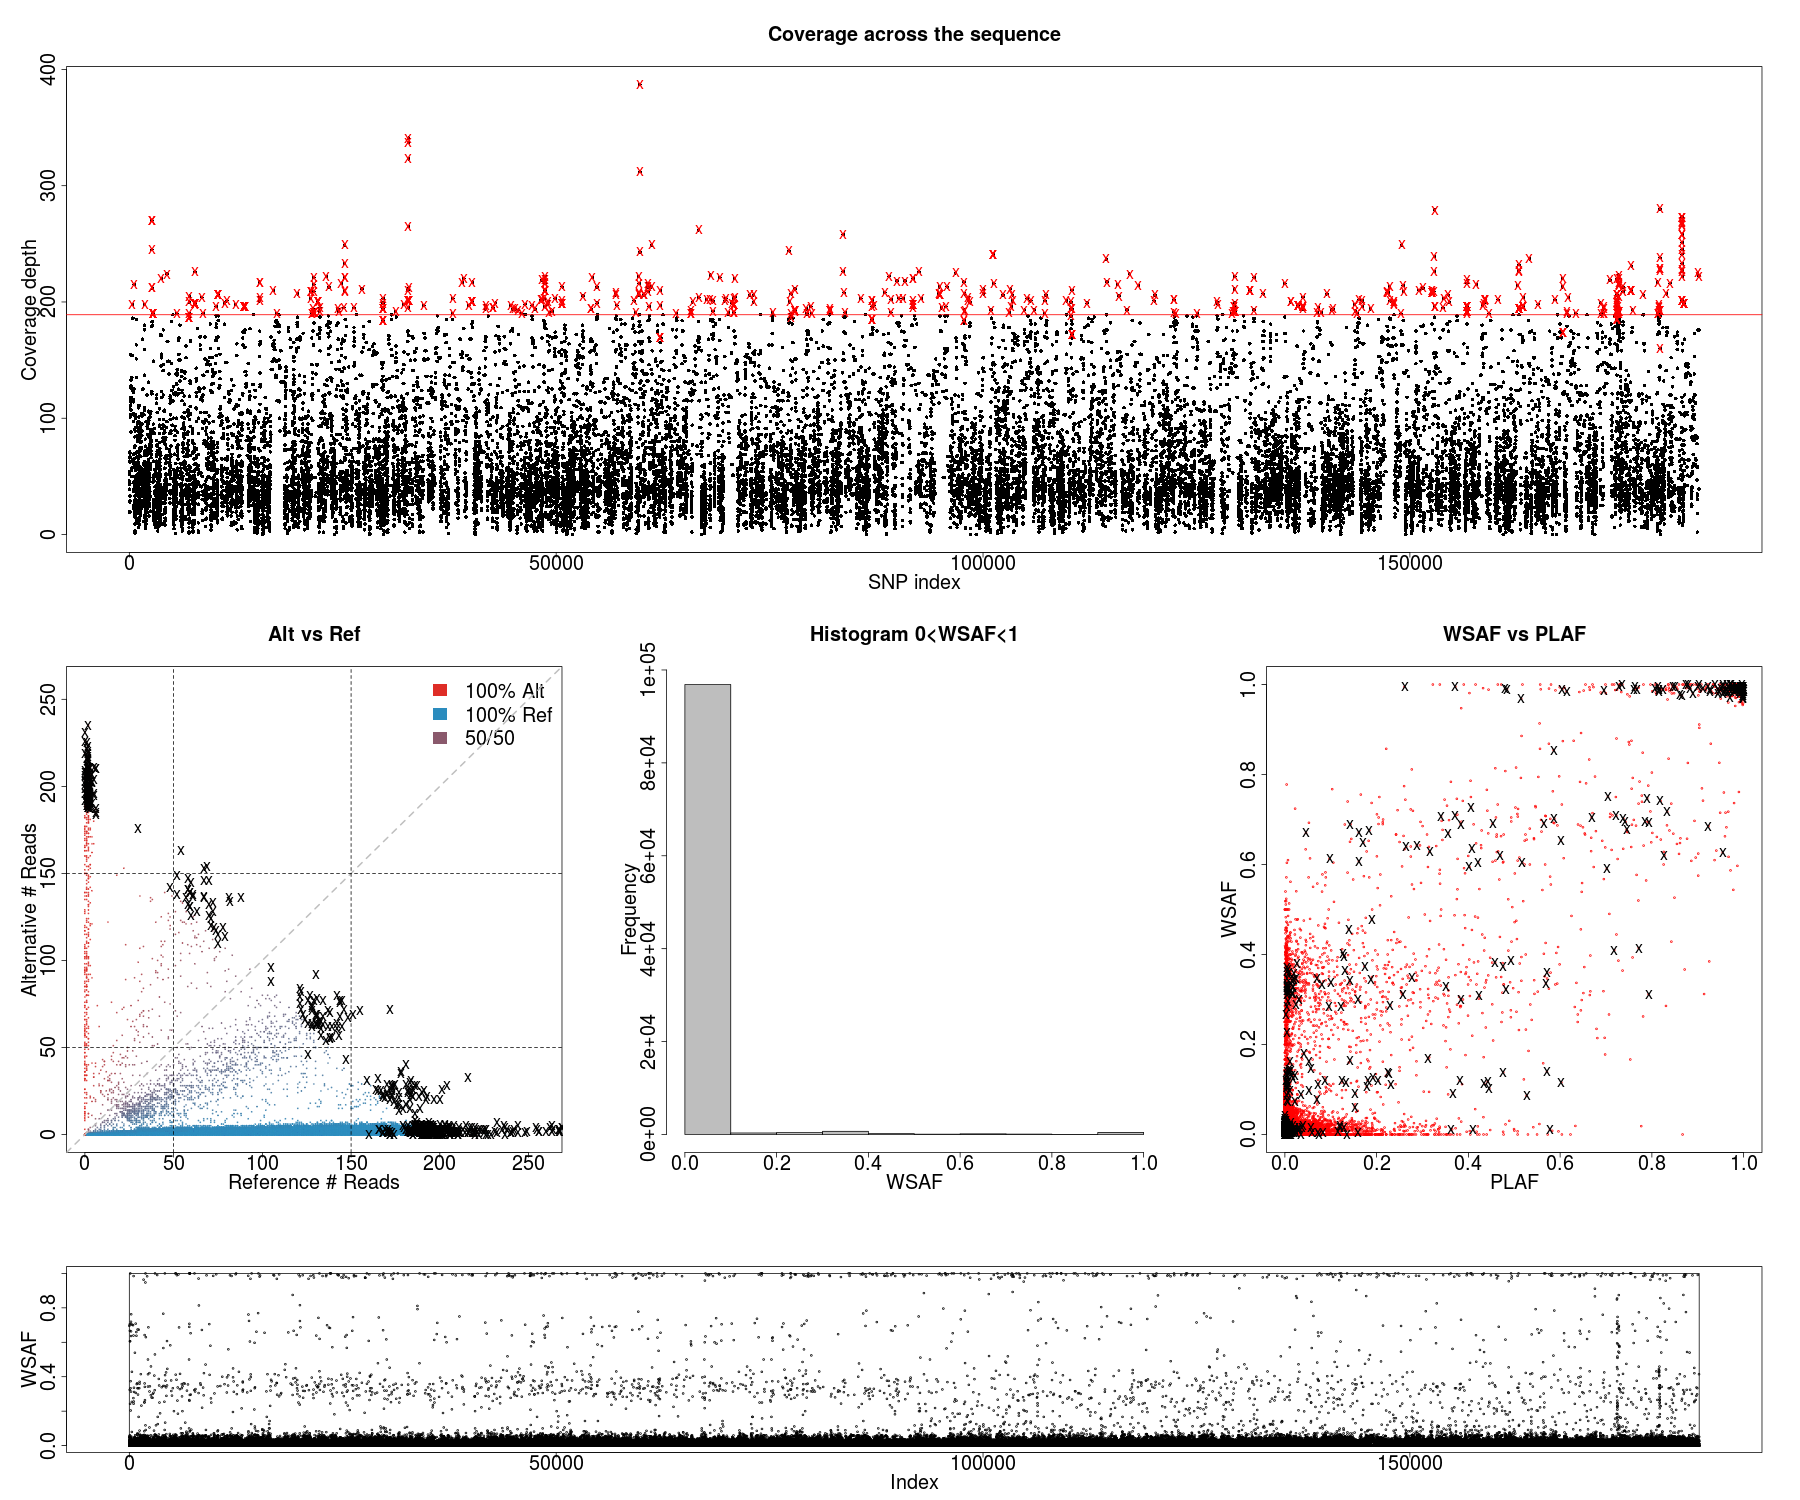 Coverage across the sequence
Coverage depth
0
100
200
300
400
0
50000
100000
150000
SNP index
Alt vs Ref
Alternative # Reads
0
50
100
150
200
250
100% Alt
100% Ref
50/50
0
50
100
150
200
250
Reference # Reads
Histogram 0<WSAF<1
Frequency
0e+00
2e+04
4e+04
6e+04
8e+04
1e+05
0.0
0.2
0.4
0.6
0.8
1.0
WSAF
WSAF vs PLAF
WSAF
0.0
0.2
0.4
0.6
0.8
1.0
0.0
0.2
0.4
0.6
0.8
1.0
PLAF
WSAF
0.0
0.4
0.8
0
50000
100000
150000
Index